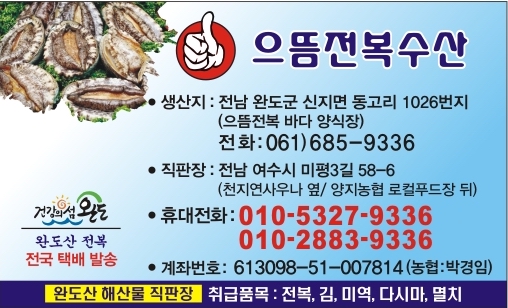 으뜸전복수산
• 생산지 : 전남 완도군 신지면 동고리 1026번지
(으뜸전복 바다 양식장)
전화 : 061) 685-9336
• 직판장 : 전남 여수시 미평3길 58-6
(천지연사우나 옆/ 양지농협 로컬푸드장 뒤)
건강의섬 완도
완도산 전복
전국 택배 발송
• 휴대전화 : 010-5327-9336
010-2883-9336
• 계좌번호 : 613098-51-007814 (농협:박경임)
완도산 해산물 직판장 취급품목 : 전복, 김, 미역, 다시마, 멸치